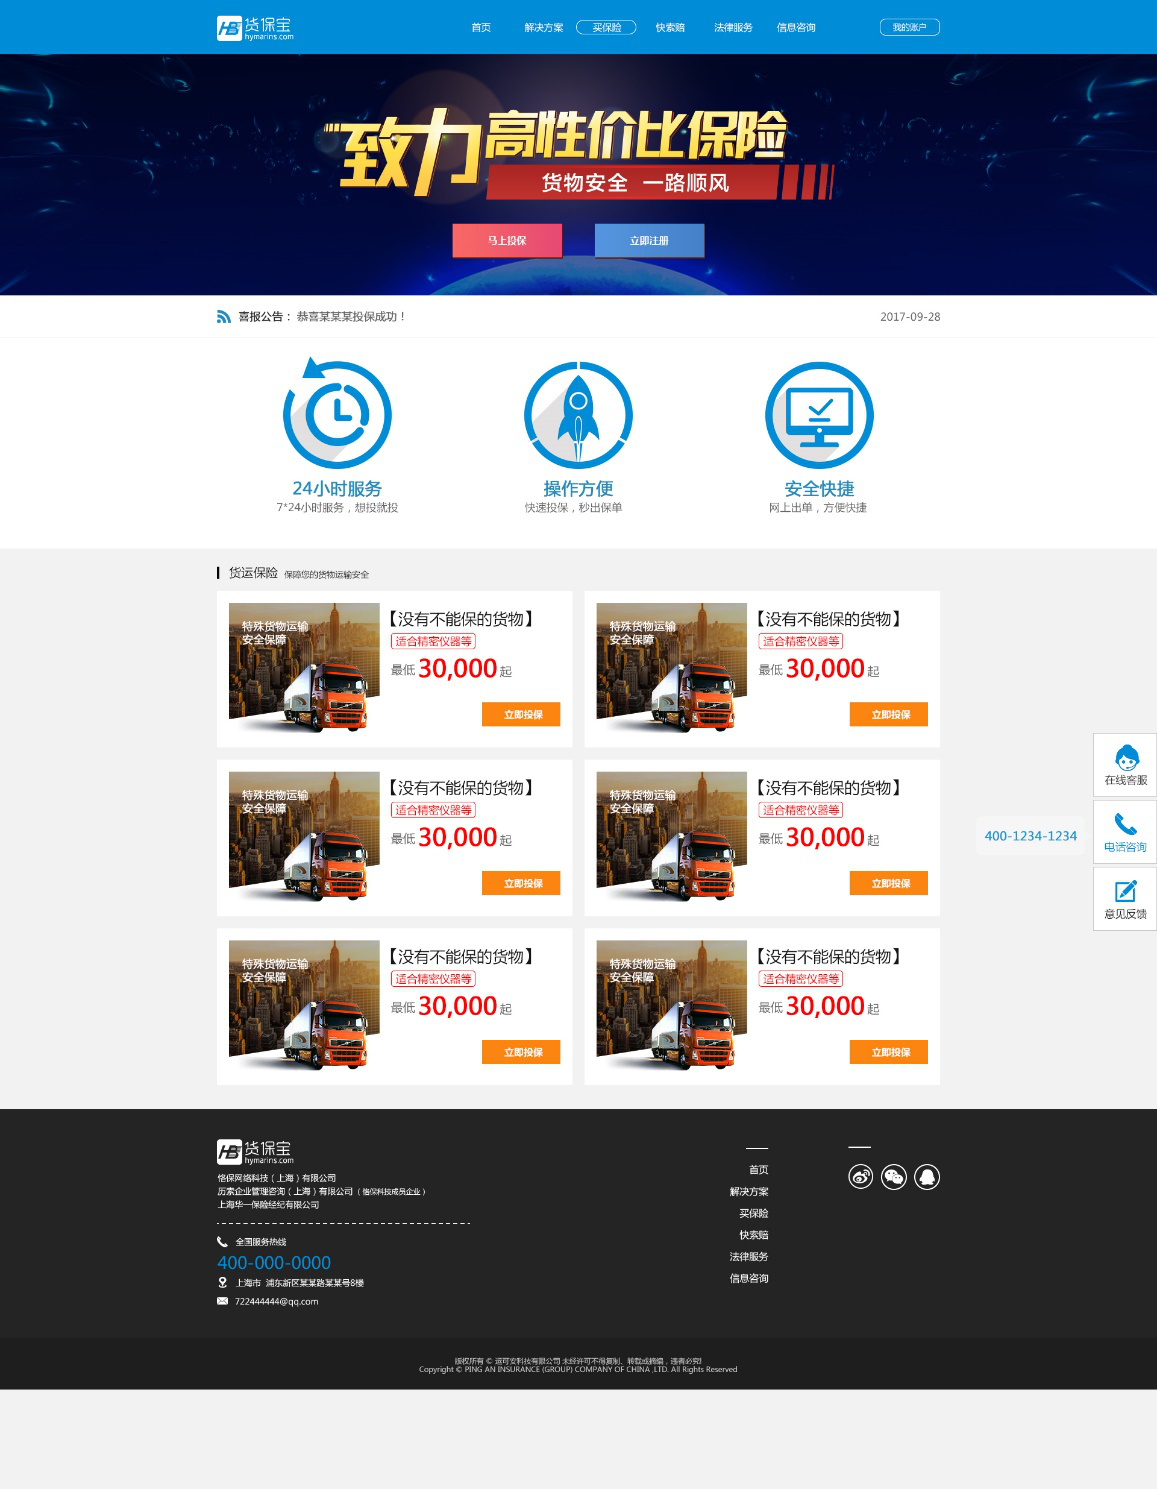 HB 货保宝
hymarins.com
首页 解决方案 买保险 快索赔 法律服务 信息咨询 我的账户
致力高性价比保险
货物安全 一路顺风
马上投保 立即注册
喜报公告： 恭喜某某某投保成功！ 2017-09-28
24小时服务
7*24小时服务，想投就投
操作方便
快速投保，秒出保单
安全快捷
网上出单，方便快捷
货运保险 保障您的货物运输安全
特殊货物运输
安全保障
【没有不能保的货物】
适合精密仪器等
最低 30,000 起
立即投保
特殊货物运输
安全保障
【没有不能保的货物】
适合精密仪器等
最低 30,000 起
立即投保
特殊货物运输
安全保障
【没有不能保的货物】
适合精密仪器等
最低 30,000 起
立即投保
特殊货物运输
安全保障
【没有不能保的货物】
适合精密仪器等
最低 30,000 起
立即投保
特殊货物运输
安全保障
【没有不能保的货物】
适合精密仪器等
最低 30,000 起
立即投保
特殊货物运输
安全保障
【没有不能保的货物】
适合精密仪器等
最低 30,000 起
立即投保
在线客服
400-1234-1234
电话咨询
意见反馈
HB 货保宝
hymarins.com
恪保网络科技（上海）有限公司
历索企业管理咨询（上海）有限公司（恪保科技成员企业）
上海华一保险经纪有限公司
全国服务热线
400-000-0000
上海市 浦东新区某某路某某号8楼
722444444@qq.com
首页
解决方案
买保险
快索赔
法律服务
信息咨询
版权所有 © 运可安科技有限公司 未经许可不得复制、转载或摘编，违者必究!
Copyright © PING AN INSURANCE (GROUP) COMPANY OF CHINA ,LTD. All Rights Reserved